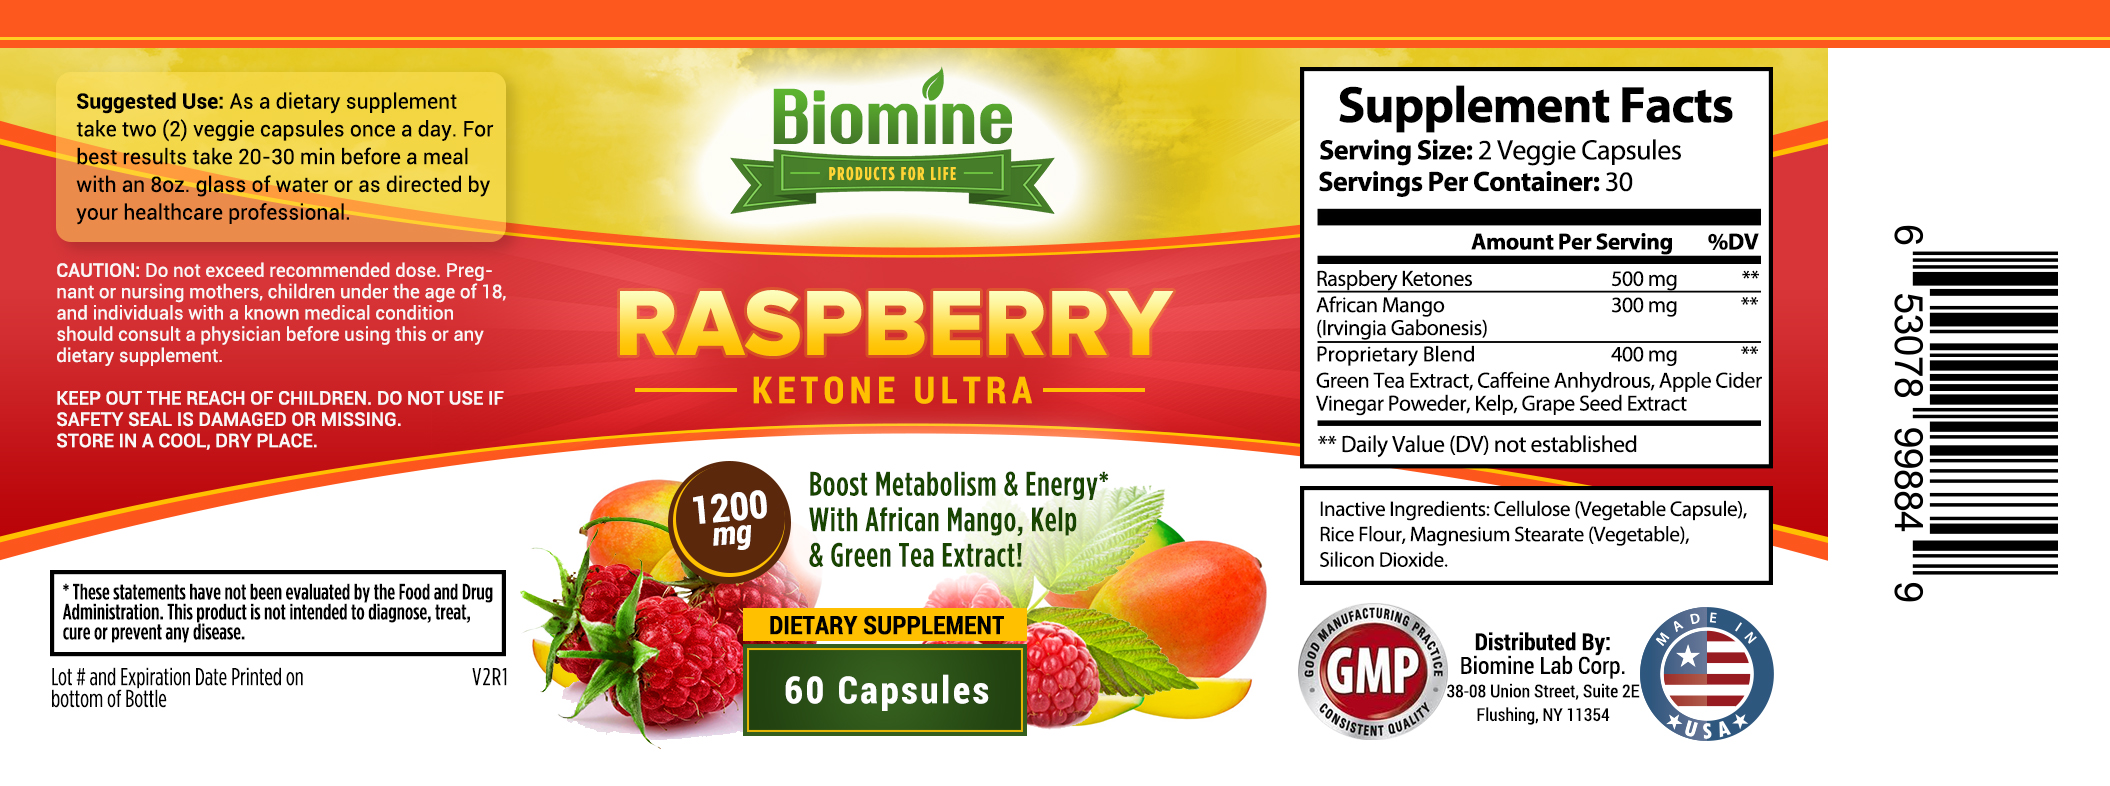 Suggested Use: As a dietary supplement
take two (2) veggie capsules once a day. For
best results take 20-30 min before a meal
with an 8oz. glass of water or as directed by
your healthcare professional.
CAUTION: Do not exceed recommended dose. Preg-
nant or nursing mothers, children under the age of 18,
and individuals with a known medical condition
should consult a physician before using this or any
dietary supplement.
KEEP OUT THE REACH OF CHILDREN. DO NOT USE IF
SAFETY SEAL IS DAMAGED OR MISSING.
STORE IN A COOL, DRY PLACE.
* These statements have not been evaluated by the Food and Drug
Administration. This product is not intended to diagnose, treat,
cure or prevent any disease.
Lot # and Expiration Date Printed on
bottom of Bottle
V2R1
Biomine
PRODUCTS FOR LIFE
RASPBERRY
KETONE ULTRA
1200
mg
Boost Metabolism & Energy*
With African Mango, Kelp
& Green Tea Extract!
DIETARY SUPPLEMENT
60 Capsules
Supplement Facts
Serving Size: 2 Veggie Capsules
Servings Per Container: 30
Amount Per Serving %DV
Raspbery Ketones 500 mg **
African Mango 300 mg **
(Irvingia Gabonesis)
Proprietary Blend 400 mg **
Green Tea Extract, Caffeine Anhydrous, Apple Cider
Vinegar Poweder, Kelp, Grape Seed Extract
** Daily Value (DV) not established
Inactive Ingredients: Cellulose (Vegetable Capsule),
Rice Flour, Magnesium Stearate (Vegetable),
Silicon Dioxide.
GOOD MANUFACTURING PRACTICE
GMP
CONSISTENT QUALITY
Distributed By:
Biomine Lab Corp.
38-08 Union Street, Suite 2E
Flushing, NY 11354
MADE IN
USA
6 53078 99884 9